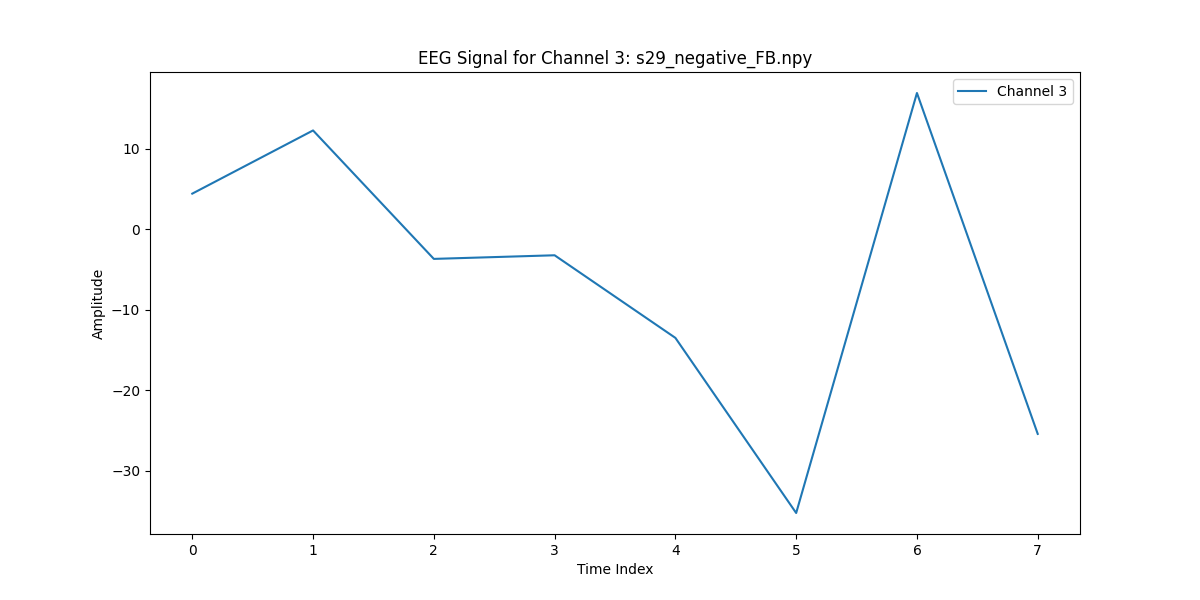 EEG Signal for Channel 3: s29_negative_FB.npy
Channel 3
10
0
−10
−20
−30
Amplitude
0 1 2 3 4 5 6 7
Time Index